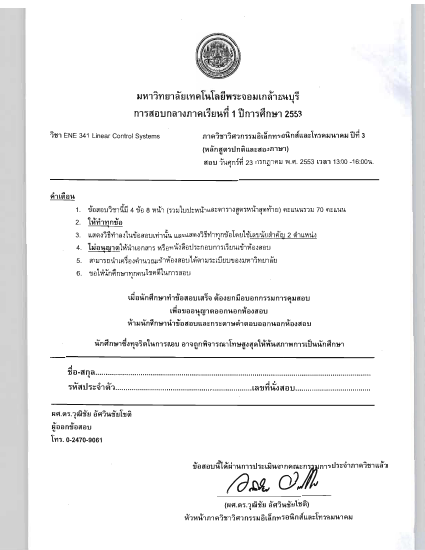 มหาวิทยาลัยเทคโนโลยีพระจอมเกล้าธนบุรี
การสอบกลางภาคเรียนที่ 1 ปีการศึกษา 2553
วิชา ENE 341 Linear Control Systems
ภาควิชาวิศวกรรมอิเล็กทรอนิกส์และโทรคมนาคม ปีที่ 3
(หลักสูตรปกติและสองภาษา)
สอบ วันศุกร์ที่ 23 กรกฎาคม พ.ศ. 2553 เวลา 13:00 -16:00น.
คำเตือน
1. ข้อสอบวิชานี้มี 4 ข้อ 8 หน้า (รวมใบปะหน้าและตารางสูตรหน้าสุดท้าย) คะแนนรวม 70 คะแนน
2. ให้ทำทุกข้อ
3. แสดงวิธีทำลงในข้อสอบเท่านั้น และแสดงวิธีทำทุกข้อโดยใช้เลขนัยสำคัญ 2 ตำแหน่ง
4. ไม่อนุญาตให้นำเอกสาร หรือหนังสือประกอบการเรียนเข้าห้องสอบ
5. สามารถนำเครื่องคำนวณเข้าห้องสอบได้ตามระเบียบของมหาวิทยาลัย
6. ขอให้นักศึกษาทุกคนโชคดีในการสอบ
เมื่อนักศึกษาทำข้อสอบเสร็จ ต้องยกมือบอกกรรมการคุมสอบ
เพื่อขออนุญาตออกนอกห้องสอบ
ห้ามนักศึกษานำข้อสอบและกระดาษคำตอบออกนอกห้องสอบ
นักศึกษาซึ่งทุจริตในการสอบ อาจถูกพิจารณาโทษสูงสุดให้พ้นสภาพการเป็นนักศึกษา
ชื่อ-สกุล
รหัสประจำตัว เลขที่นั่งสอบ
ผศ.ดร.วุฒิชัย อัศวินชัยโชติ
ผู้ออกข้อสอบ
โทร. 0-2470-9061
ข้อสอบนี้ได้ผ่านการประเมินจากคณะกรรมการประจำภาควิชาแล้ว
(ผศ.ดร.วุฒิชัย อัศวินชัยโชติ)
หัวหน้าภาควิชาวิศวกรรมอิเล็กทรอนิกส์และโทรคมนาคม